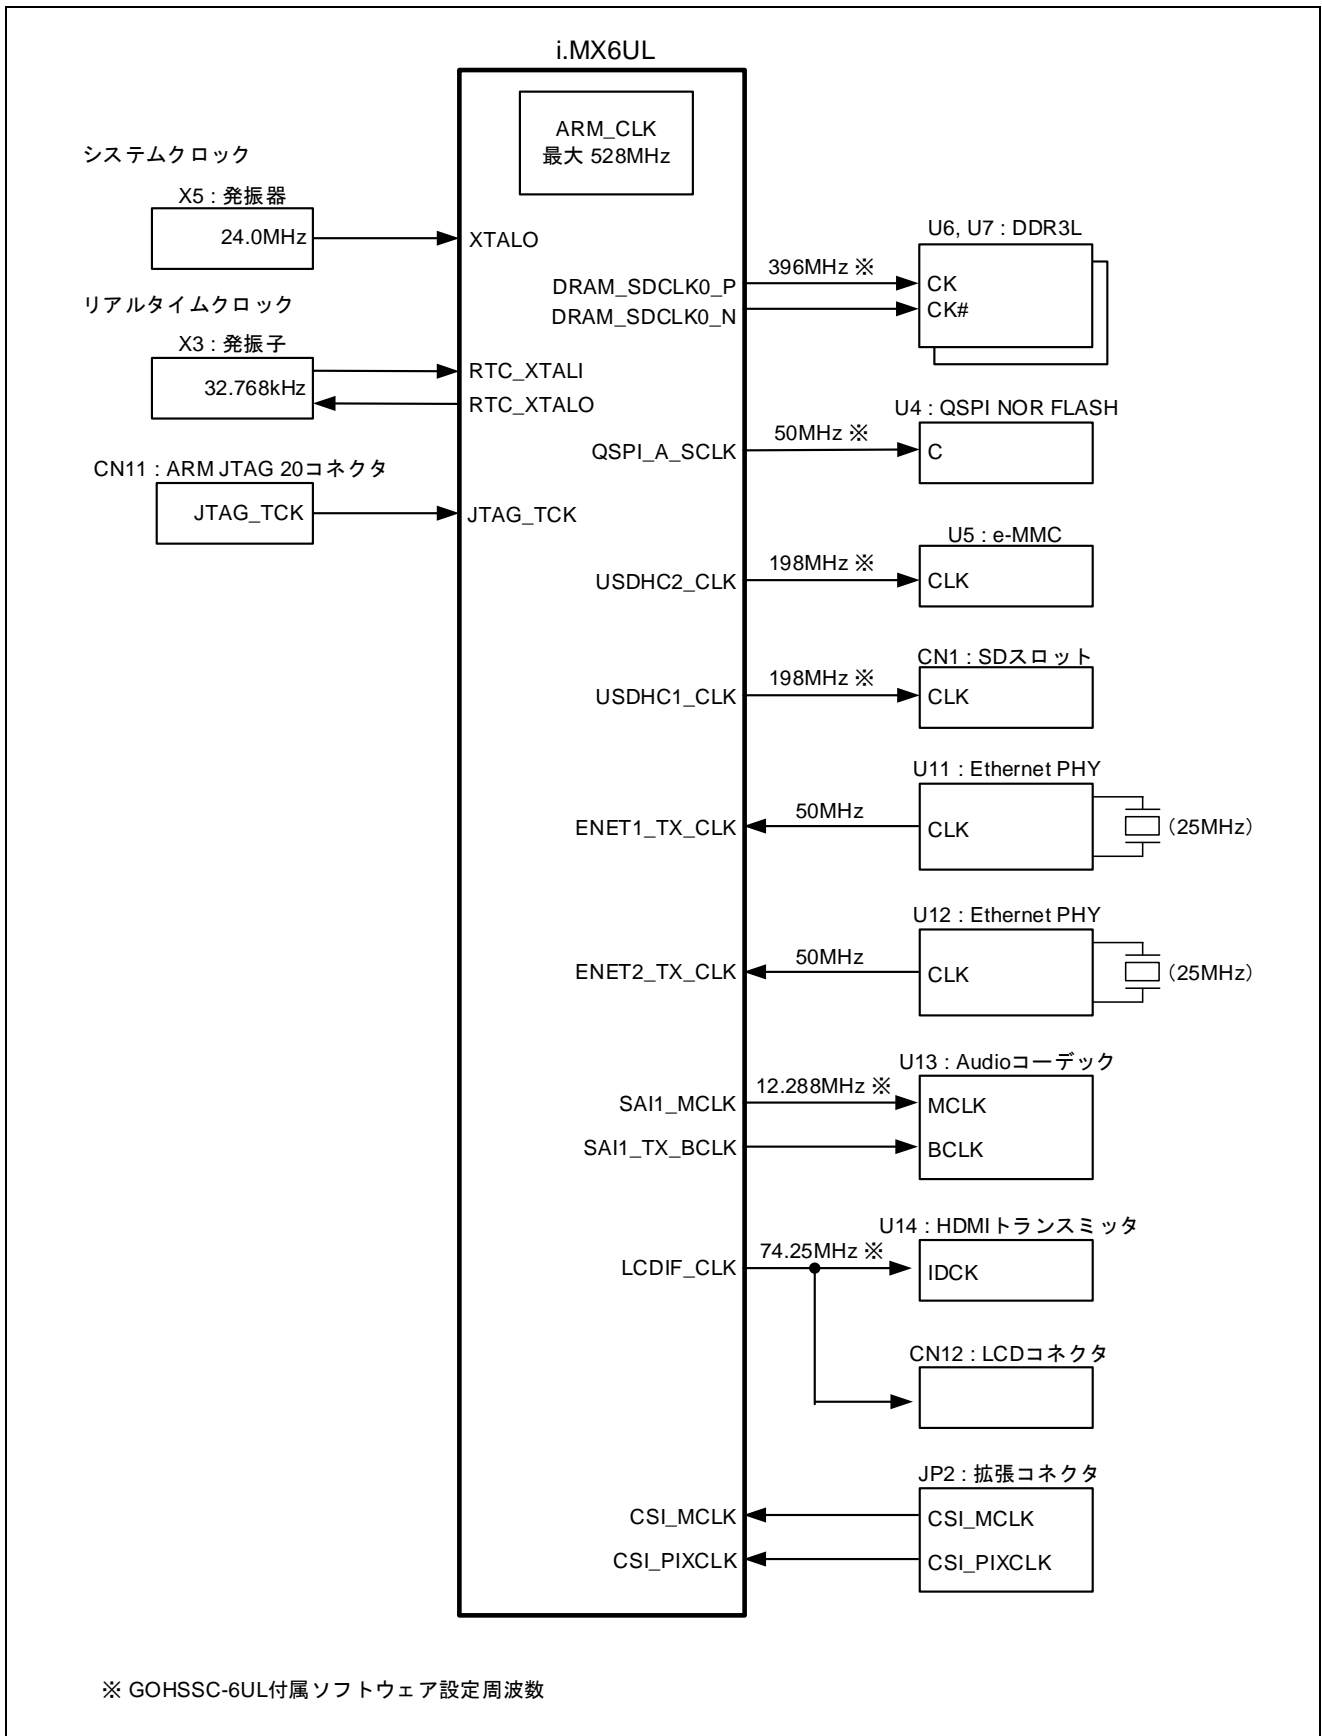 i.MX6UL
ARM_CLK
最大 528MHz
システムクロック
X5 : 発振器
24.0MHz
XTALO
リアルタイムクロック
X3 : 発振子
32.768kHz
RTC_XTALI
RTC_XTALO
CN11 : ARM JTAG 20コネクタ
JTAG_TCK
JTAG_TCK
U6, U7 : DDR3L
DRAM_SDCLK0_P
396MHz ※
CK
DRAM_SDCLK0_N
CK#
U4 : QSPI NOR FLASH
QSPI_A_SCLK
50MHz ※
C
U5 : e-MMC
USDHC2_CLK
198MHz ※
CLK
CN1 : SDスロット
USDHC1_CLK
198MHz ※
CLK
U11 : Ethernet PHY
ENET1_TX_CLK
50MHz
CLK
（25MHz）
U12 : Ethernet PHY
ENET2_TX_CLK
50MHz
CLK
（25MHz）
U13 : Audioコーデック
SAI1_MCLK
12.288MHz ※
MCLK
SAI1_TX_BCLK
BCLK
U14 : HDMIトランスミッタ
LCDIF_CLK
74.25MHz ※
IDCK
CN12 : LCDコネクタ
JP2 : 拡張コネクタ
CSI_MCLK
CSI_MCLK
CSI_PIXCLK
CSI_PIXCLK
※ GOHSSC-6UL付属ソフトウェア設定周波数